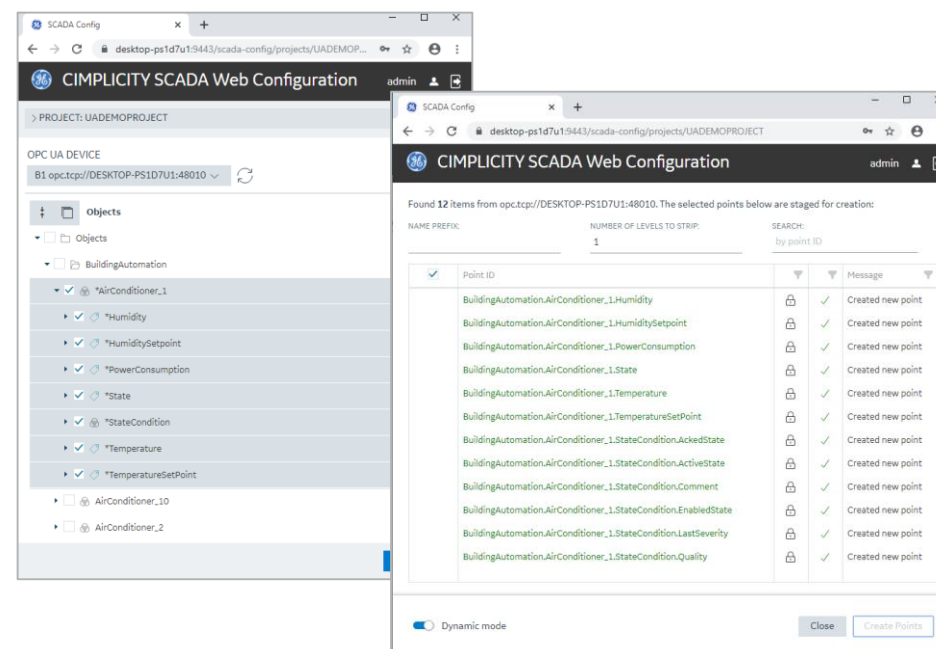 SCADA Config
desktop-ps1d7u1:9443/scada-config/projects/UADEMOP...
CIMPLICITY SCADA Web Configuration admin
> PROJECT: UADEMOPROJECT
OPC UA DEVICE
B1 opc.tcp://DESKTOP-PS1D7U1:48010
Objects
Objects
BuildingAutomation
*AirConditioner_1
*Humidity
*HumiditySetpoint
*PowerConsumption
*State
*StateCondition
*Temperature
*TemperatureSetPoint
AirConditioner_10
AirConditioner_2
SCADA Config
desktop-ps1d7u1:9443/scada-config/projects/UADEMOPROJECT
CIMPLICITY SCADA Web Configuration admin
Found 12 items from opc.tcp://DESKTOP-PS1D7U1:48010. The selected points below are staged for creation:
NAME PREFIX: NUMBER OF LEVELS TO STRIP: SEARCH:
1 by point ID
Point ID Message
BuildingAutomation.AirConditioner_1.Humidity Created new point
BuildingAutomation.AirConditioner_1.HumiditySetpoint Created new point
BuildingAutomation.AirConditioner_1.PowerConsumption Created new point
BuildingAutomation.AirConditioner_1.State Created new point
BuildingAutomation.AirConditioner_1.Temperature Created new point
BuildingAutomation.AirConditioner_1.TemperatureSetPoint Created new point
BuildingAutomation.AirConditioner_1.StateCondition.AckedState Created new point
BuildingAutomation.AirConditioner_1.StateCondition.ActiveState Created new point
BuildingAutomation.AirConditioner_1.StateCondition.Comment Created new point
BuildingAutomation.AirConditioner_1.StateCondition.EnabledState Created new point
BuildingAutomation.AirConditioner_1.StateCondition.LastSeverity Created new point
BuildingAutomation.AirConditioner_1.StateCondition.Quality Created new point
Dynamic mode Close Create Points